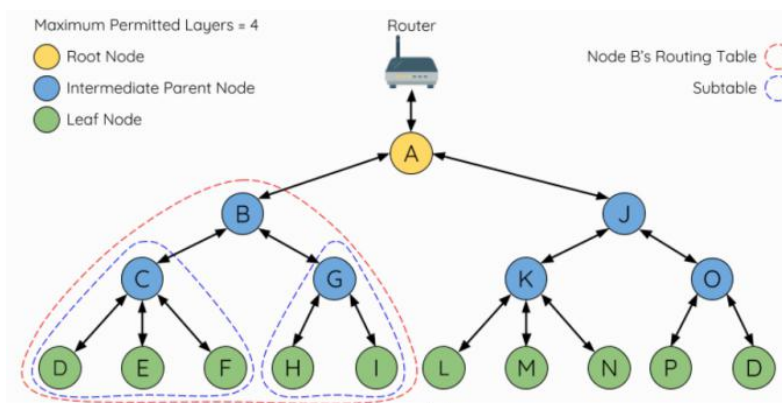 Maximum Permitted Layers = 4
Root Node
Intermediate Parent Node
Leaf Node
Router
Node B's Routing Table
Subtable
A
B
J
C
G
K
O
D
E
F
H
I
L
M
N
P
D